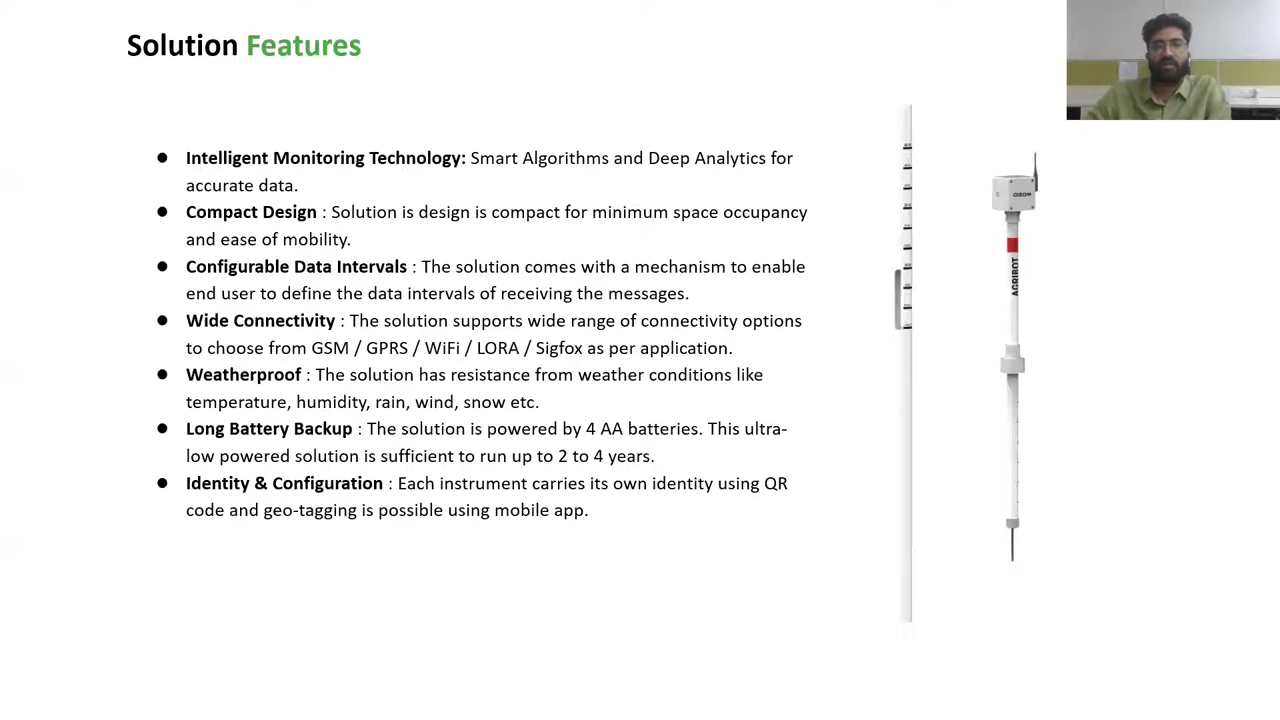 Solution Features
● Intelligent Monitoring Technology: Smart Algorithms and Deep Analytics for
accurate data.
● Compact Design : Solution is design is compact for minimum space occupancy
and ease of mobility.
● Configurable Data Intervals : The solution comes with a mechanism to enable
end user to define the data intervals of receiving the messages.
● Wide Connectivity : The solution supports wide range of connectivity options
to choose from GSM / GPRS / WiFi / LORA / Sigfox as per application.
● Weatherproof : The solution has resistance from weather conditions like
temperature, humidity, rain, wind, snow etc.
● Long Battery Backup : The solution is powered by 4 AA batteries. This ultra-
low powered solution is sufficient to run up to 2 to 4 years.
● Identity & Configuration : Each instrument carries its own identity using QR
code and geo-tagging is possible using mobile app.
OIZOM
AGRIBOT